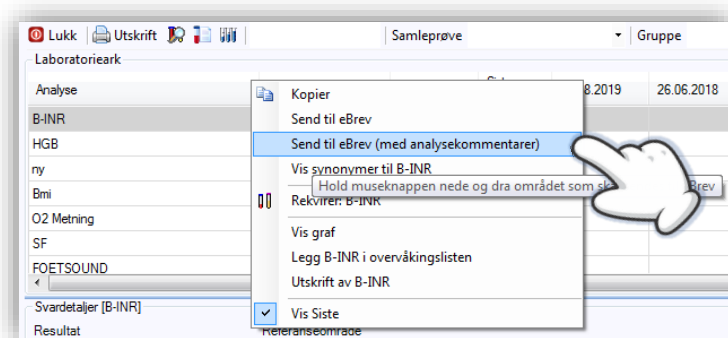 Lukk Utskrift Samleprøve Gruppe
Laboratorieark
Analyse 8.2019 26.06.2018
B-INR
HGB
ny
Bmi
O2 Metning
SF
FOETSOUND
Kopier
Send til eBrev
Send til eBrev (med analysekommentarer)
Vis synonymer til B-INR
Hold museknappen nede og dra området som Brev
Rekvirer: B-INR
Vis graf
Legg B-INR i overvåkingslisten
Utskrift av B-INR
Vis Siste
Svardetaljer [B-INR]
Resultat Referanseområde